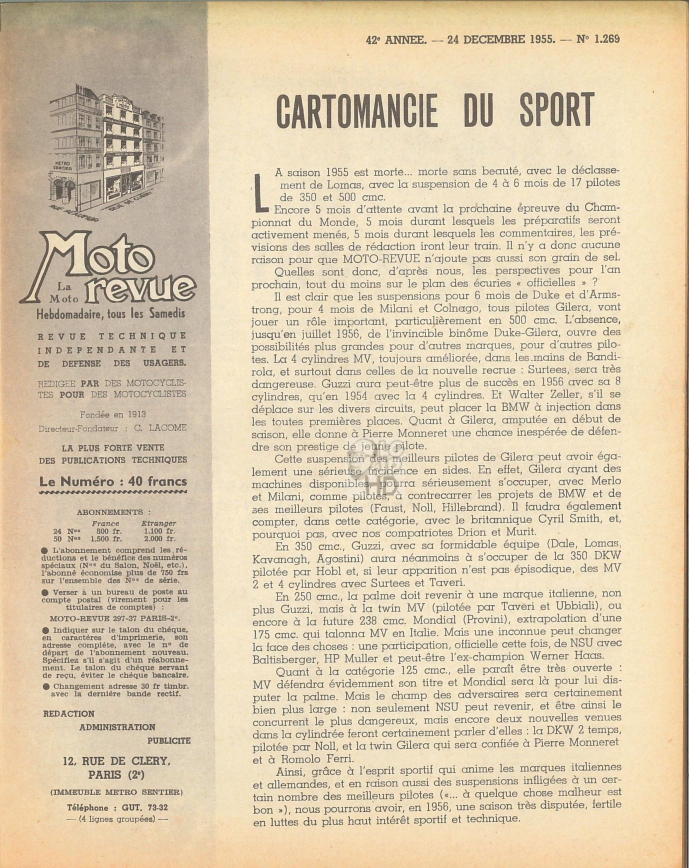 42e ANNEE. — 24 DECEMBRE 1955. — No 1.269
CARTOMANCIE DU SPORT
LA saison 1955 est morte... morte sans beauté, avec le déclasse-
ment de Lomas, avec la suspension de 4 à 6 mois de 17 pilotes
de 350 et 500 cmc.
Encore 5 mois d'attente avant la prochaine épreuve du Cham-
pionnat du Monde, 5 mois durant lesquels les préparatifs seront
activement menés, 5 mois durant lesquels les commentaires, les pré-
visions des salles de rédaction iront leur train. Il n'y a donc aucune
raison pour que MOTO-REVUE n'ajoute pas aussi son grain de sel.
Quelles sont donc, d'après nous, les perspectives pour l'an
prochain, tout du moins sur le plan des écuries « officielles » ?
Il est clair que les suspensions pour 6 mois de Duke et d'Arms-
trong, pour 4 mois de Milani et Colnago, tous pilotes Gilera, vont
jouer un rôle important, particulièrement en 500 cmc. L'absence,
jusqu'en juillet 1956, de l'invincible binôme Duke-Gilera, ouvre des
possibilités plus grandes pour d'autres marques, pour d'autres pilo-
tes. La 4 cylindres MV, toujours améliorée, dans les mains de Bandi-
rola, et surtout dans celles de la nouvelle recrue : Surtees, sera très
dangereuse. Guzzi aura peut-être plus de succès en 1956 avec sa 8
cylindres, qu'en 1954 avec la 4 cylindres. Et Walter Zeller, s'il se
déplace sur les divers circuits, peut placer la BMW à injection dans
les toutes premières places. Quant à Gilera, amputée en début de
saison, elle donne à Pierre Monneret une chance inespérée de défen-
dre son prestige de jeune pilote.
Cette suspension des meilleurs pilotes de Gilera peut avoir éga-
lement une sérieuse incidence en sides. En effet, Gilera ayant des
machines disponibles, pourra sérieusement s'occuper, avec Merlo
et Milani, comme pilotes, à contrecarrer les projets de BMW et de
ses meilleurs pilotes (Faust, Noll, Hillebrand). Il faudra également
compter, dans cette catégorie, avec le britannique Cyril Smith, et,
pourquoi pas, avec nos compatriotes Drion et Murit.
En 350 cmc., Guzzi, avec sa formidable équipe (Dale, Lomas,
Kavanagh, Agostini) aura néanmoins à s'occuper de la 350 DKW
pilotée par Hobl et, si leur apparition n'est pas épisodique, des MV
2 et 4 cylindres avec Surtees et Taveri.
En 250 cmc., la palme doit revenir à une marque italienne, non
plus Guzzi, mais à la twin MV (pilotée par Taveri et Ubbiali), ou
encore à la future 238 cmc. Mondial (Provini), extrapolation d'une
175 cmc. qui talonna MV en Italie. Mais une inconnue peut changer
la face des choses : une participation, officielle cette fois, de NSU avec
Baltisberger, HP Muller et peut-être l'ex-champion Werner Haas.
Quant à la catégorie 125 cmc., elle paraît être très ouverte :
MV défendra évidemment son titre et Mondial sera là pour lui dis-
puter la palme. Mais le champ des adversaires sera certainement
bien plus large : non seulement NSU peut revenir, et être ainsi le
concurrent le plus dangereux, mais encore deux nouvelles venues
dans la cylindrée feront certainement parler d'elles : la DKW 2 temps,
pilotée par Noll, et la twin Gilera qui sera confiée à Pierre Monneret
et à Romolo Ferri.
Ainsi, grâce à l'esprit sportif qui anime les marques italiennes
et allemandes, et en raison aussi des suspensions infligées à un cer-
tain nombre des meilleurs pilotes («... à quelque chose malheur est
bon »), nous pourrons avoir, en 1956, une saison très disputée, fertile
en luttes du plus haut intérêt sportif et technique.
METRO
SENTIER
Moto
La
Moto
revue
Hebdomadaire, tous les Samedis
REVUE TECHNIQUE
INDEPENDANTE ET
DE DEFENSE DES USAGERS.
REDIGEE PAR DES MOTOCYCLIS-
TES POUR DES MOTOCYCLISTES
Fondée en 1913
Directeur-Fondateur : C. LACOME
LA PLUS FORTE VENTE
DES PUBLICATIONS TECHNIQUES
Le Numéro : 40 francs
ABONNEMENTS :
France Etranger
24 Nos 800 fr. 1.100 fr.
50 Nos 1.500 fr. 2.000 fr.
● L'abonnement comprend les ré-
ductions et le bénéfice des numéros
spéciaux (Nos du Salon, Noël, etc.),
l'abonné économise plus de 750 frs
sur l'ensemble des Nos de série.
● Verser à un bureau de poste au
compte postal (virement pour les
titulaires de comptes) :
MOTO-REVUE 297-37 PARIS-2e.
● Indiquer sur le talon du chèque,
en caractères d'imprimerie, son
adresse complète, avec le no de
départ de l'abonnement nouveau.
Spécifiez s'il s'agit d'un réabonne-
ment. Le talon du chèque servant
de reçu, éviter le chèque bancaire.
● Changement adresse 30 fr timbr.
avec la dernière bande rectif.
REDACTION
ADMINISTRATION
PUBLICITE
12, RUE DE CLERY,
PARIS (2e)
(IMMEUBLE METRO SENTIER)
Téléphone : GUT. 73-32
— (4 lignes groupées) —
HD